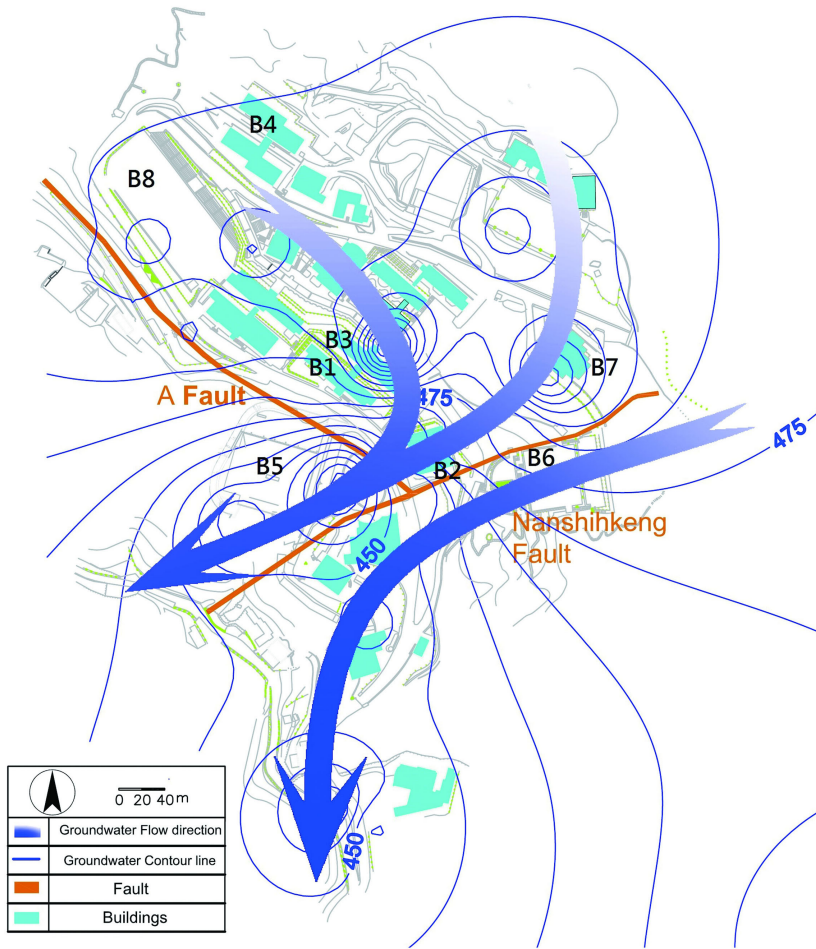 B4
B8
B3
B1
B7
A Fault
475
475
B5
B2
B6
Nanshihkeng
Fault
450
450
0 20 40m
Groundwater Flow direction
Groundwater Contour line
Fault
Buildings